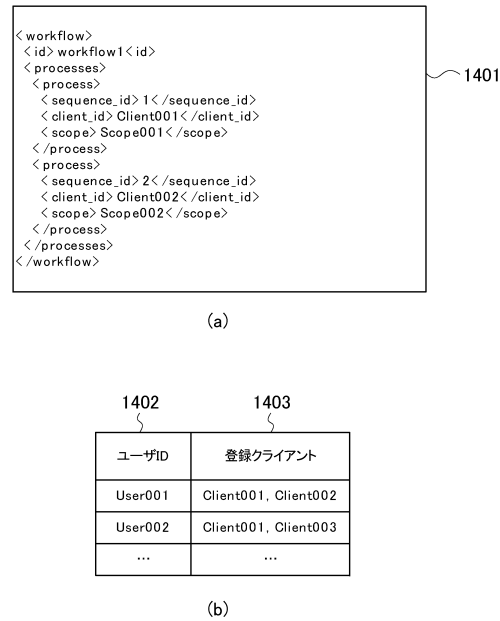 <workflow>
<id>workflow1<id>
<processes>
<process>
<sequence_id>1</sequence_id>
<client_id>Client001</client_id>
<scope>Scope001</scope>
</process>
<process>
<sequence_id>2</sequence_id>
<client_id>Client002</client_id>
<scope>Scope002</scope>
</process>
</processes>
</workflow>
1401
(a)
1402 1403
ユーザID 登録クライアント
User001 Client001, Client002
User002 Client001, Client003
… …
(b)